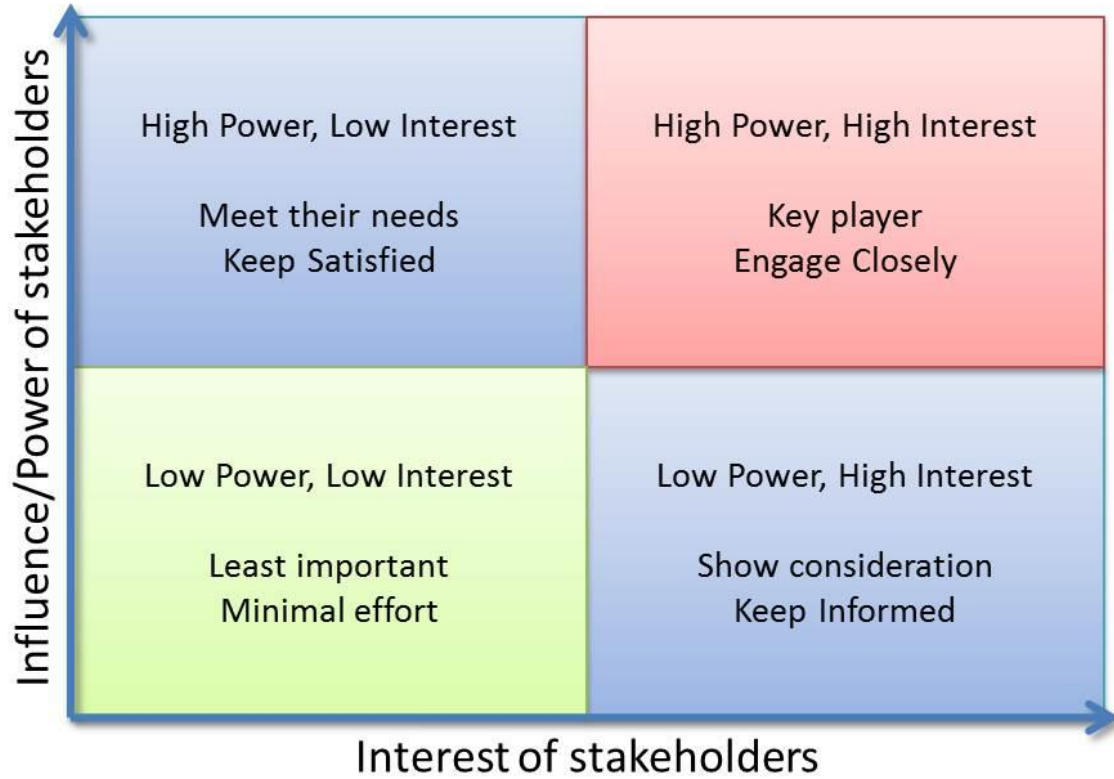 Influence/Power of stakeholders
High Power, Low Interest
Meet their needs
Keep Satisfied
High Power, High Interest
Key player
Engage Closely
Low Power, Low Interest
Least important
Minimal effort
Low Power, High Interest
Show consideration
Keep Informed
Interest of stakeholders